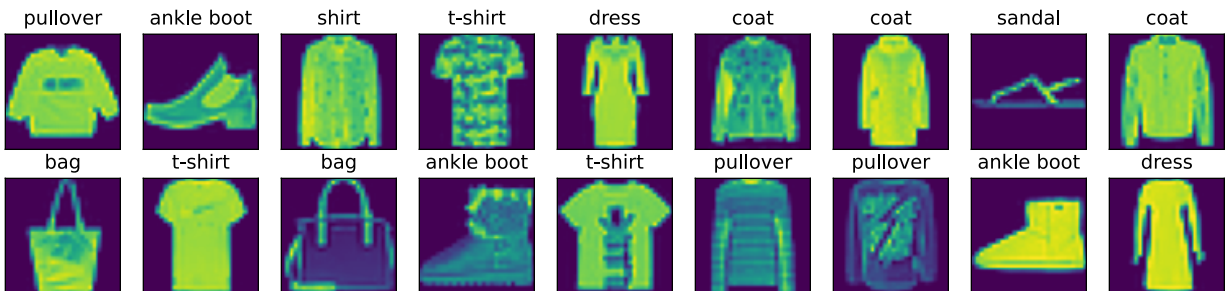 pullover ankle boot shirt t-shirt dress coat coat sandal coat
bag t-shirt bag ankle boot t-shirt pullover pullover ankle boot dress